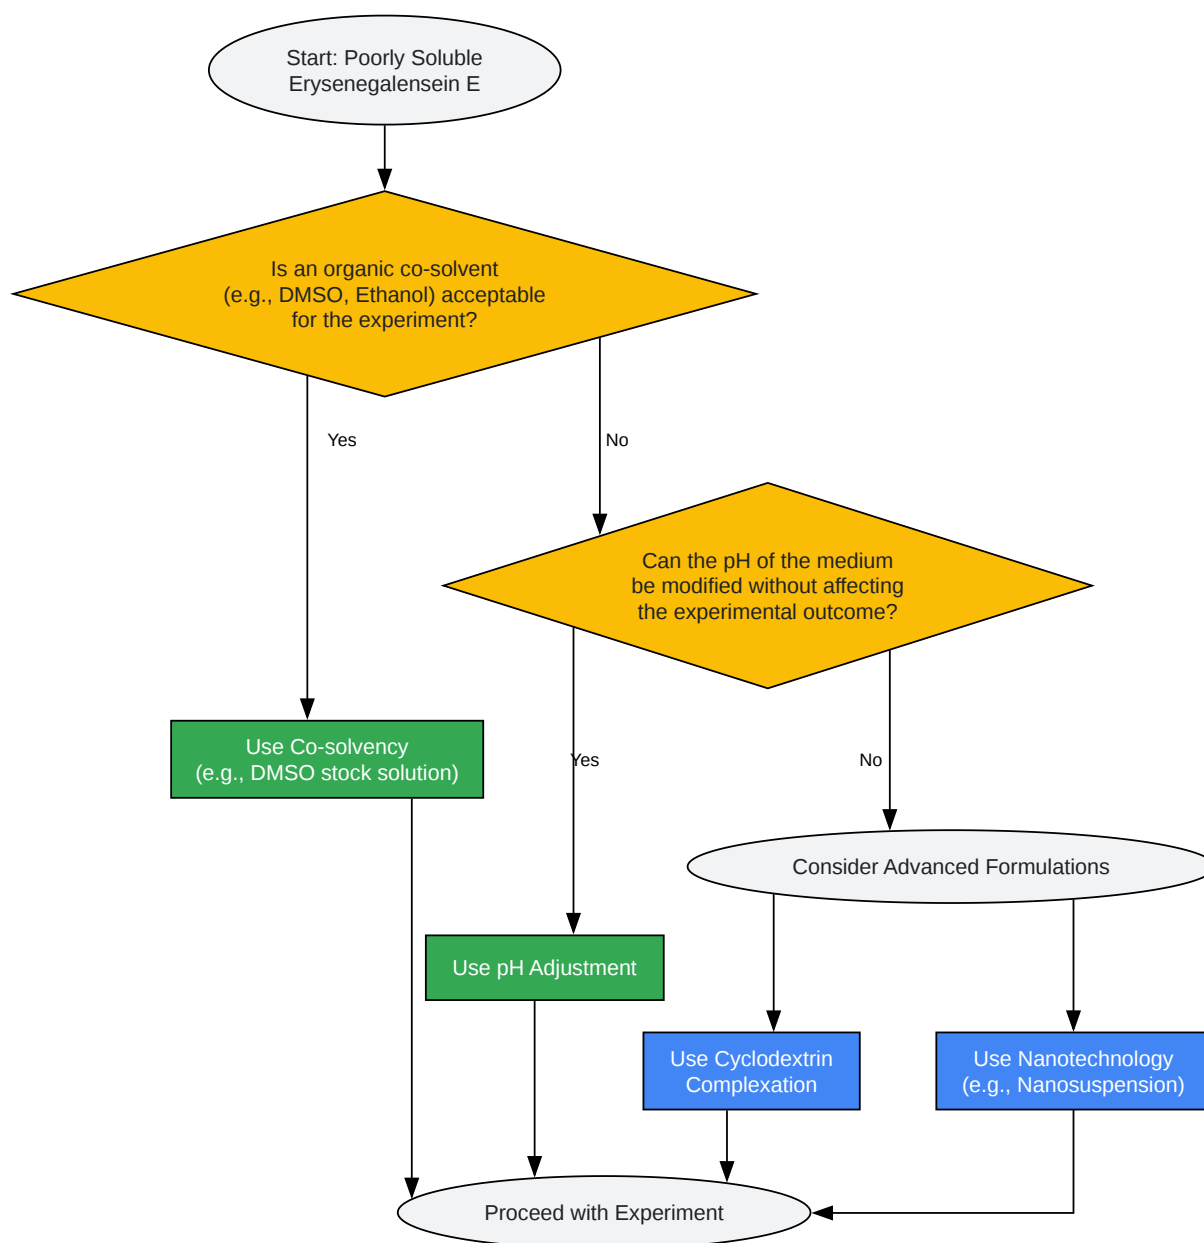 Start: Poorly Soluble
Erysenegalensein E
Is an organic co-solvent
(e.g., DMSO, Ethanol) acceptable
for the experiment?
Yes
No
Can the pH of the medium
be modified without affecting
the experimental outcome?
Use Co-solvency
(e.g., DMSO stock solution)
Yes
No
Consider Advanced Formulations
Use pH Adjustment
Use Cyclodextrin
Complexation
Use Nanotechnology
(e.g., Nanosuspension)
Proceed with Experiment